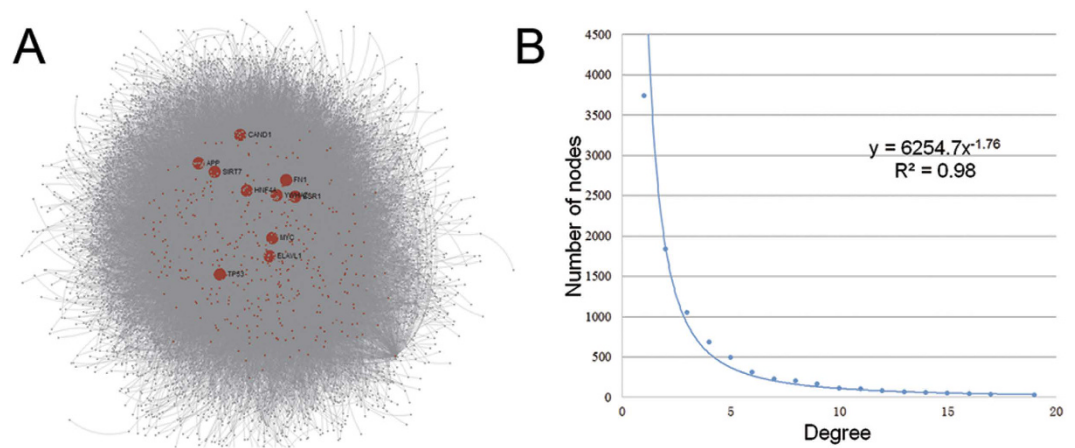 A
CAND1
APP
SIRT7
FN1
ESR1
MYC
ELAVL1
TP53
B
4500
4000
3500
3000
2500
2000
1500
1000
500
0
Number of nodes
y = 6254.7x-1.76
R² = 0.98
0 5 10 15 20
Degree